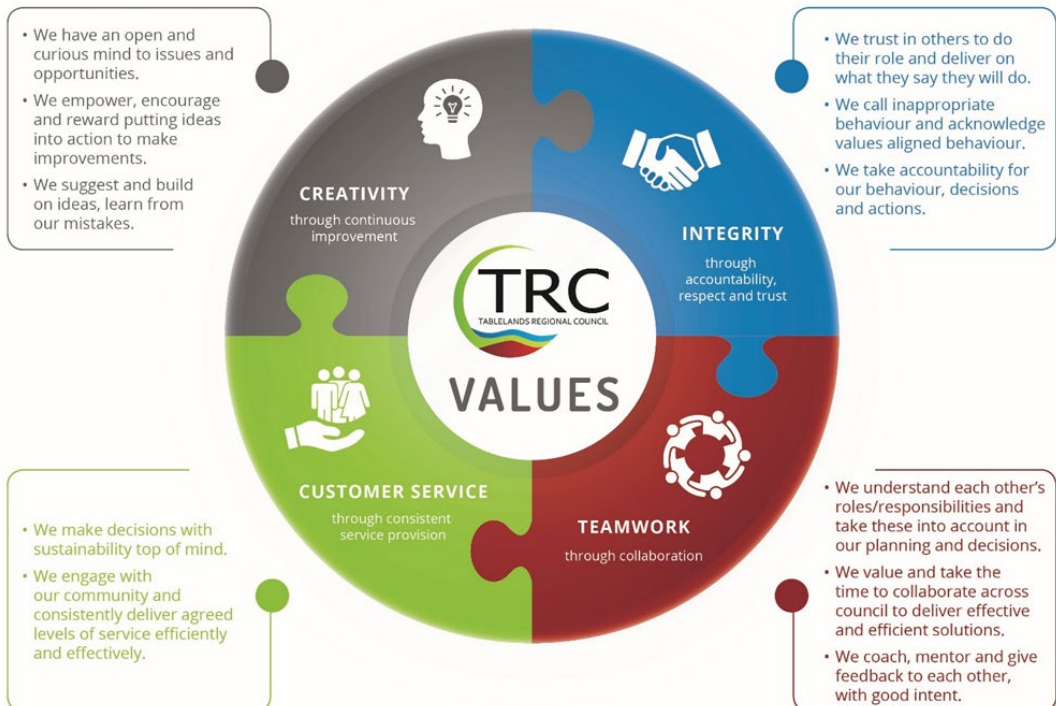 • We have an open and
curious mind to issues and
opportunities.
• We empower, encourage
and reward putting ideas
into action to make
improvements.
• We suggest and build
on ideas, learn from
our mistakes.
CREATIVITY
through continuous
improvement
• We trust in others to do
their role and deliver on
what they say they will do.
• We call inappropriate
behaviour and acknowledge
values aligned behaviour.
• We take accountability for
our behaviour, decisions
and actions.
INTEGRITY
through
accountability,
respect and trust
TRC
TABLELANDS REGIONAL COUNCIL
VALUES
CUSTOMER SERVICE
through consistent
service provision
• We make decisions with
sustainability top of mind.
• We engage with
our community and
consistently deliver agreed
levels of service efficiently
and effectively.
TEAMWORK
through collaboration
• We understand each other's
roles/responsibilities and
take these into account in
our planning and decisions.
• We value and take the
time to collaborate across
council to deliver effective
and efficient solutions.
• We coach, mentor and give
feedback to each other,
with good intent.